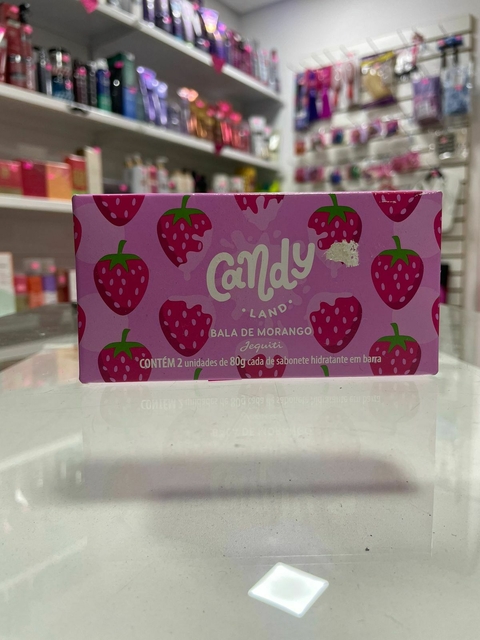 Candy
• LAND •
BALA DE MORANGO
Jequiti
CONTÉM 2 unidades de 80g cada de sabonete hidratante em barra